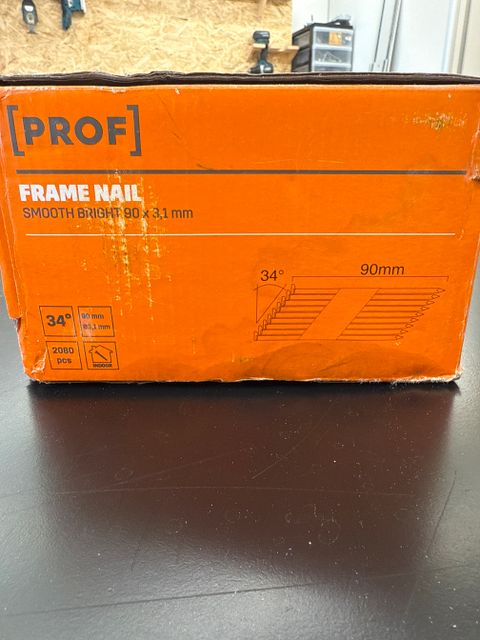 [PROF]
FRAME NAIL
SMOOTH BRIGHT 90 x 3,1 mm
34°
90mm
34°
90 mm
Ø3,1 mm
2080
pcs
INDOOR